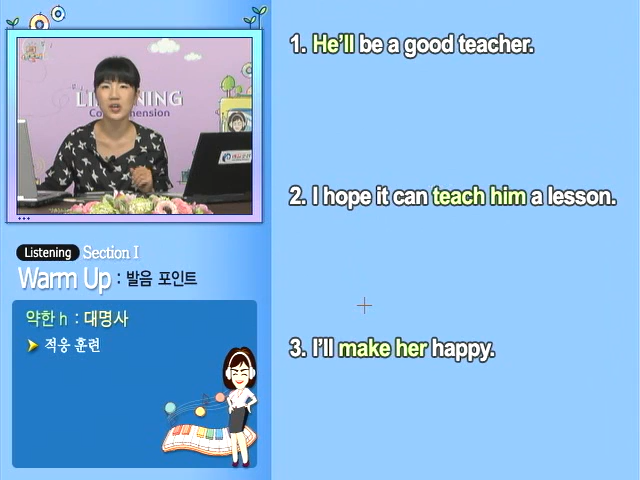 LISTENING
Comprehension
Listening Section I
Warm Up : 발음 포인트
약한 h : 대명사
적응 훈련
1. He'll be a good teacher.
2. I hope it can teach him a lesson.
3. I'll make her happy.